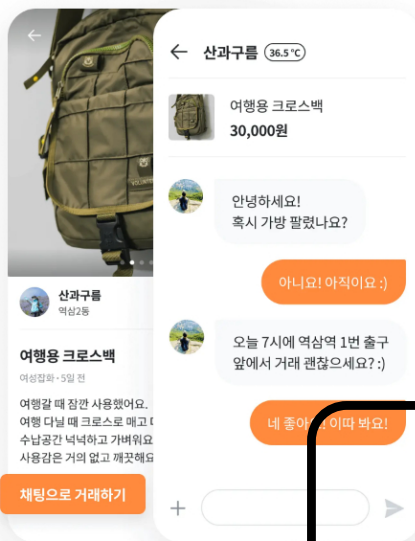 산과구름
역삼2동
여행용 크로스백
여성잡화 · 5일 전
여행갈 때 잠깐 사용했어요.
여행 다닐 때 크로스로 매고
수납공간 넉넉하고 가벼워요
사용감은 거의 없고 깨끗해요
채팅으로 거래하기
산과구름 36.5℃
여행용 크로스백
30,000원
안녕하세요!
혹시 가방 팔렸나요?
아니요! 아직이요 :)
오늘 7시에 역삼역 1번 출구
앞에서 거래 괜찮으세요? :)
네 이따 봐요!